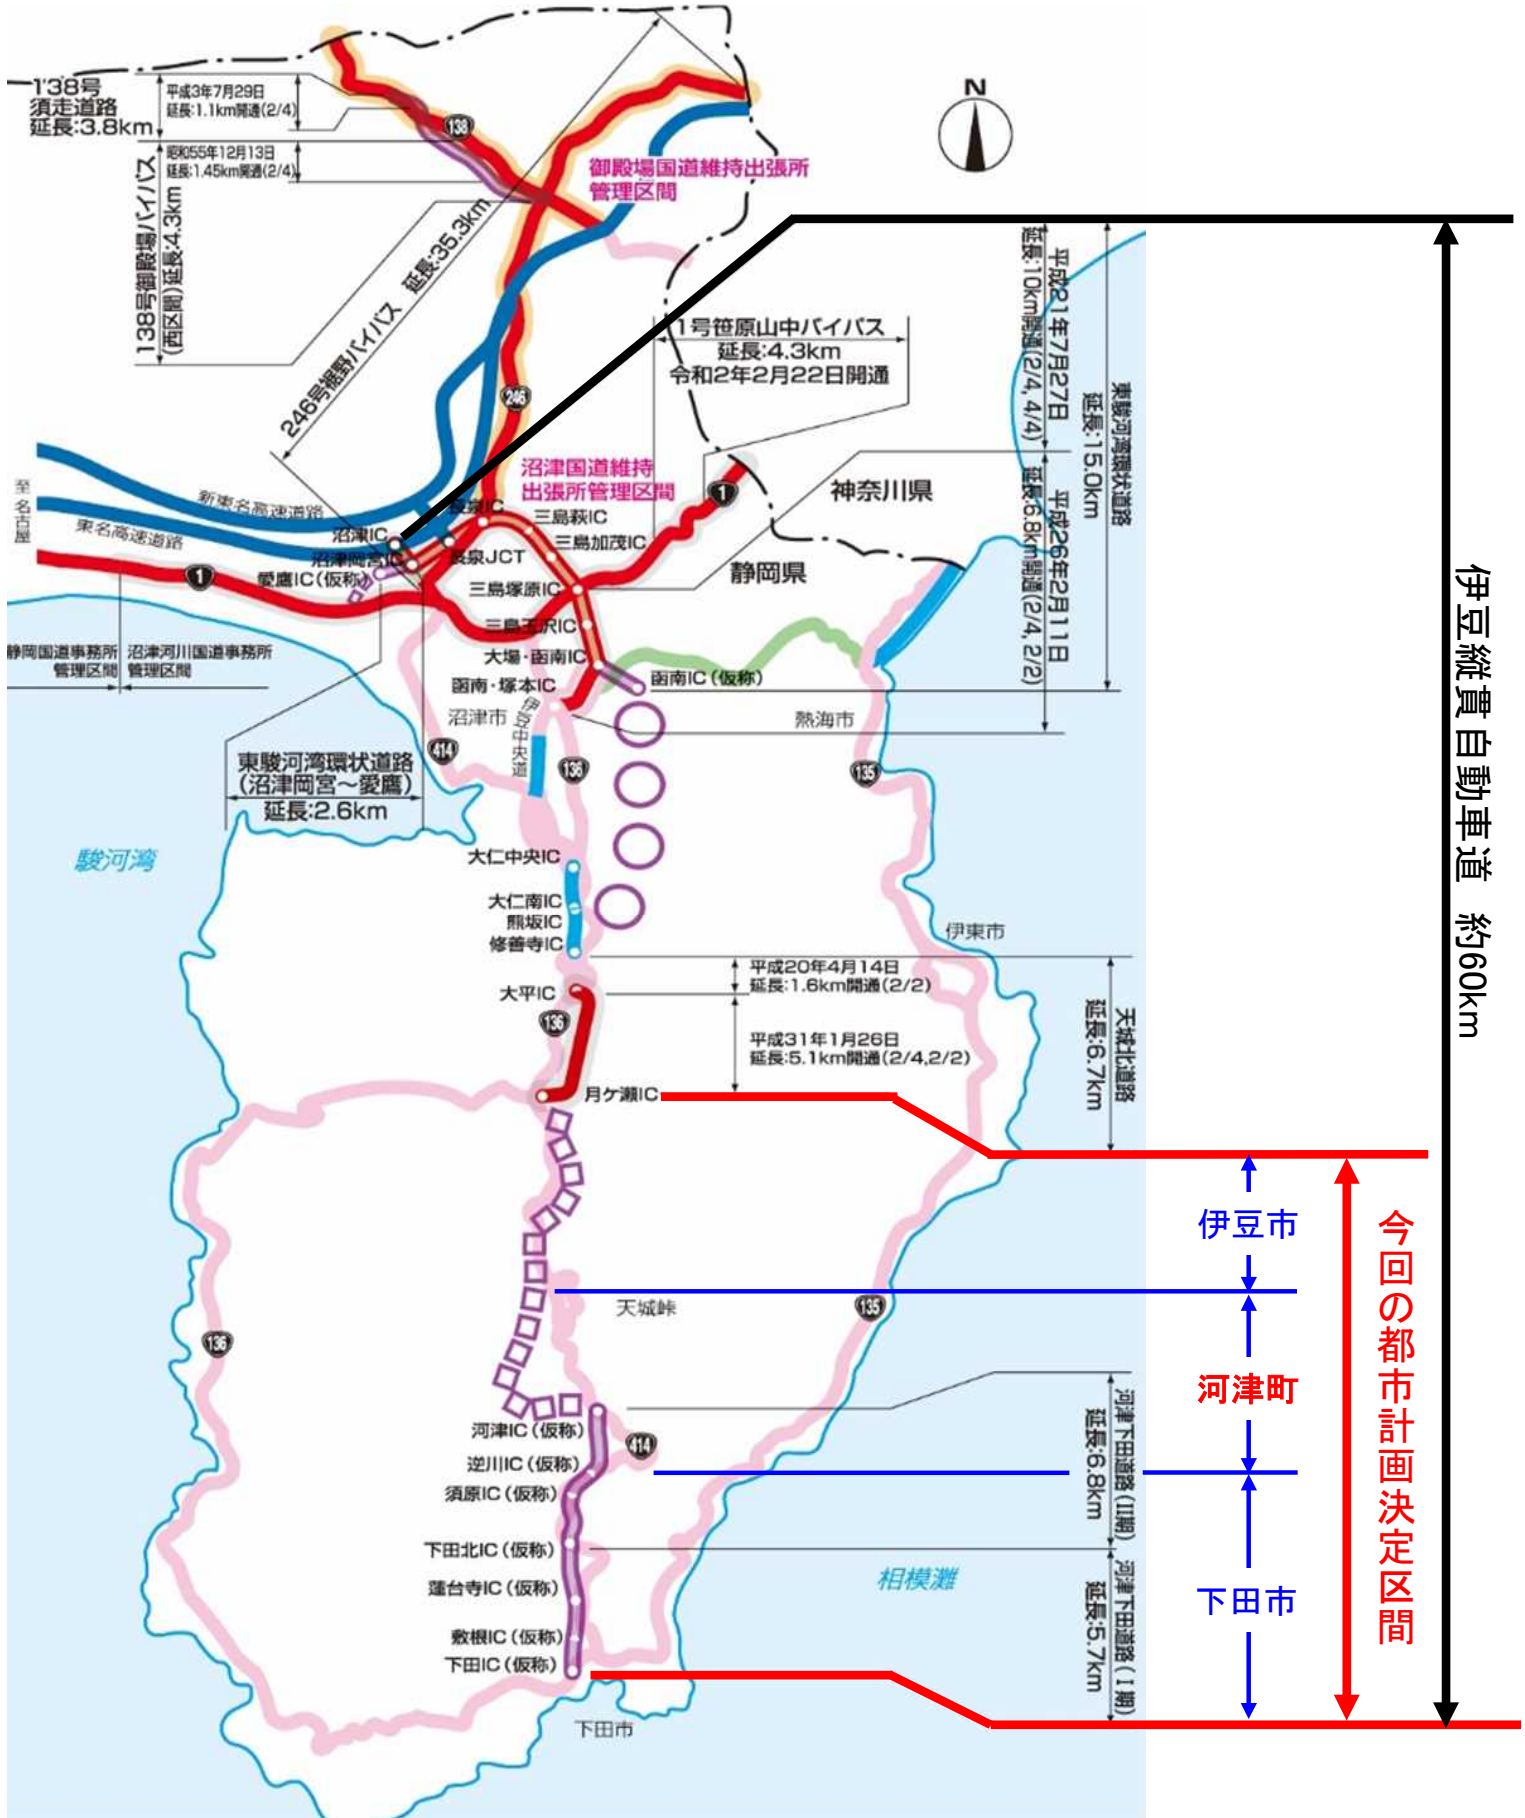 N
138号
須走道路
延長:3.8km
平成3年7月29日
延長:1.1km開通(2/4)
昭和55年12月13日
延長:1.45km開通(2/4)
138号御殿場バイパス
(西区間)延長:4.3km
138
御殿場国道維持出張所
管理区間
246号裾野バイパス 延長:35.3km
246
1号笹原山中バイパス
延長:4.3km
令和2年2月22日開通
平成21年7月27日
延長:10km開通(2/4, 4/4)
東駿河湾環状道路
延長:15.0km
平成26年2月11日
延長:6.8km開通(2/4, 2/2)
沼津国道維持
出張所管理区間
1
神奈川県
静岡県
至 名古屋
新東名高速道路
東名高速道路
沼津IC
沼津岡宮IC
愛鷹IC(仮称)
長泉IC
長泉JCT
三島萩IC
三島加茂IC
三島塚原IC
三島玉沢IC
大場・函南IC
函南・塚本IC
函南IC(仮称)
1
静岡国道事務所
管理区間
沼津河川国道事務所
管理区間
沼津市
伊豆中央道
熱海市
414
136
135
東駿河湾環状道路
(沼津岡宮~愛鷹)
延長:2.6km
駿河湾
大仁中央IC
大仁南IC
熊坂IC
修善寺IC
伊東市
大平IC
136
平成20年4月14日
延長:1.6km開通(2/2)
平成31年1月26日
延長:5.1km開通(2/4,2/2)
天城北道路
延長:6.7km
月ケ瀬IC
伊豆縦貫自動車道 約60km
伊豆市
今回の都市計画決定区間
天城峠
135
136
河津町
河津IC(仮称)
414
逆川IC(仮称)
須原IC(仮称)
河津下田道路(II期)
延長:6.8km
下田北IC(仮称)
蓮台寺IC(仮称)
敷根IC(仮称)
下田IC(仮称)
河津下田道路(I期)
延長:5.7km
相模灘
下田市
下田市